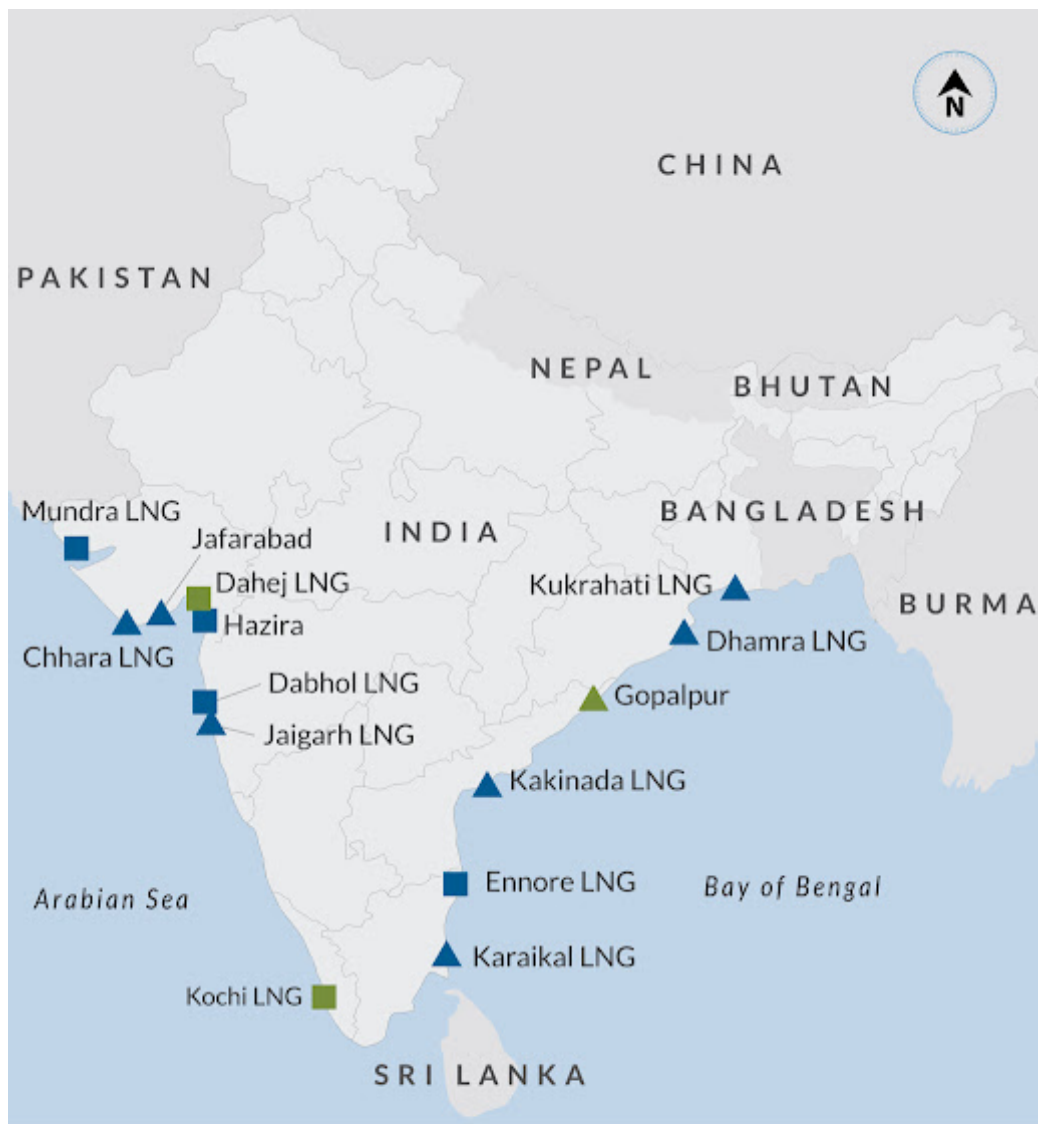 N
CHINA
PAKISTAN
NEPAL
BHUTAN
Mundra LNG
BANGLADESH
INDIA
Jafarabad
Dahej LNG
Kukrahati LNG
BURMA
Hazira
Dhamra LNG
Chhara LNG
Dabhol LNG
Gopalpur
Jaigarh LNG
Kakinada LNG
Ennore LNG
Bay of Bengal
Arabian Sea
Karaikal LNG
Kochi LNG
SRI LANKA